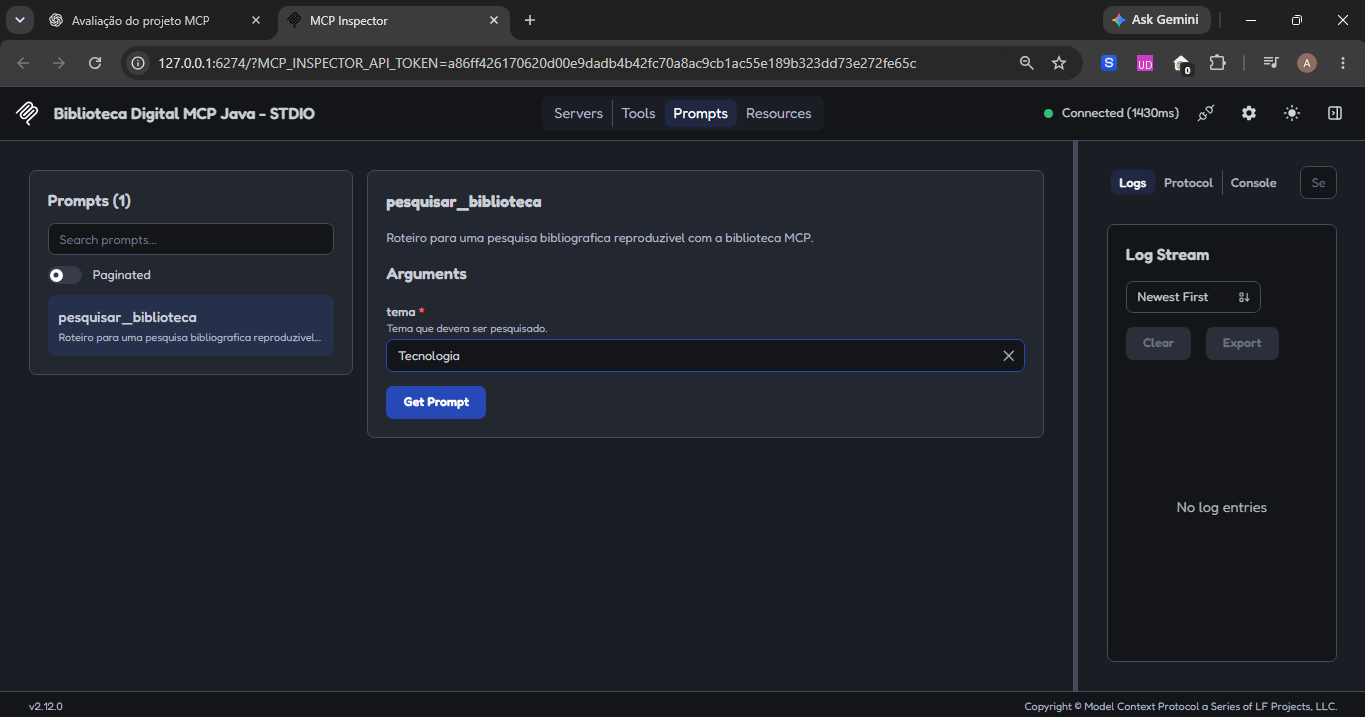 Avaliação do projeto MCP
MCP Inspector
Ask Gemini
127.0.0.1:6274/?MCP_INSPECTOR_API_TOKEN=a86ff426170620d00e9dadb4b42fc70a8ac9cb1ac55e189b323dd73e272fe65c
S
UD
0
A
Biblioteca Digital MCP Java - STDIO
Servers
Tools
Prompts
Resources
Connected (1430ms)
Prompts (1)
Search prompts...
Paginated
pesquisar_biblioteca
Roteiro para uma pesquisa bibliografica reproduzivel...
pesquisar_biblioteca
Roteiro para uma pesquisa bibliografica reproduzivel com a biblioteca MCP.
Arguments
tema *
Tema que devera ser pesquisado.
Tecnologia
Get Prompt
Logs
Protocol
Console
Se
Log Stream
Newest First
Clear
Export
No log entries
v2.12.0
Copyright © Model Context Protocol a Series of LF Projects, LLC.